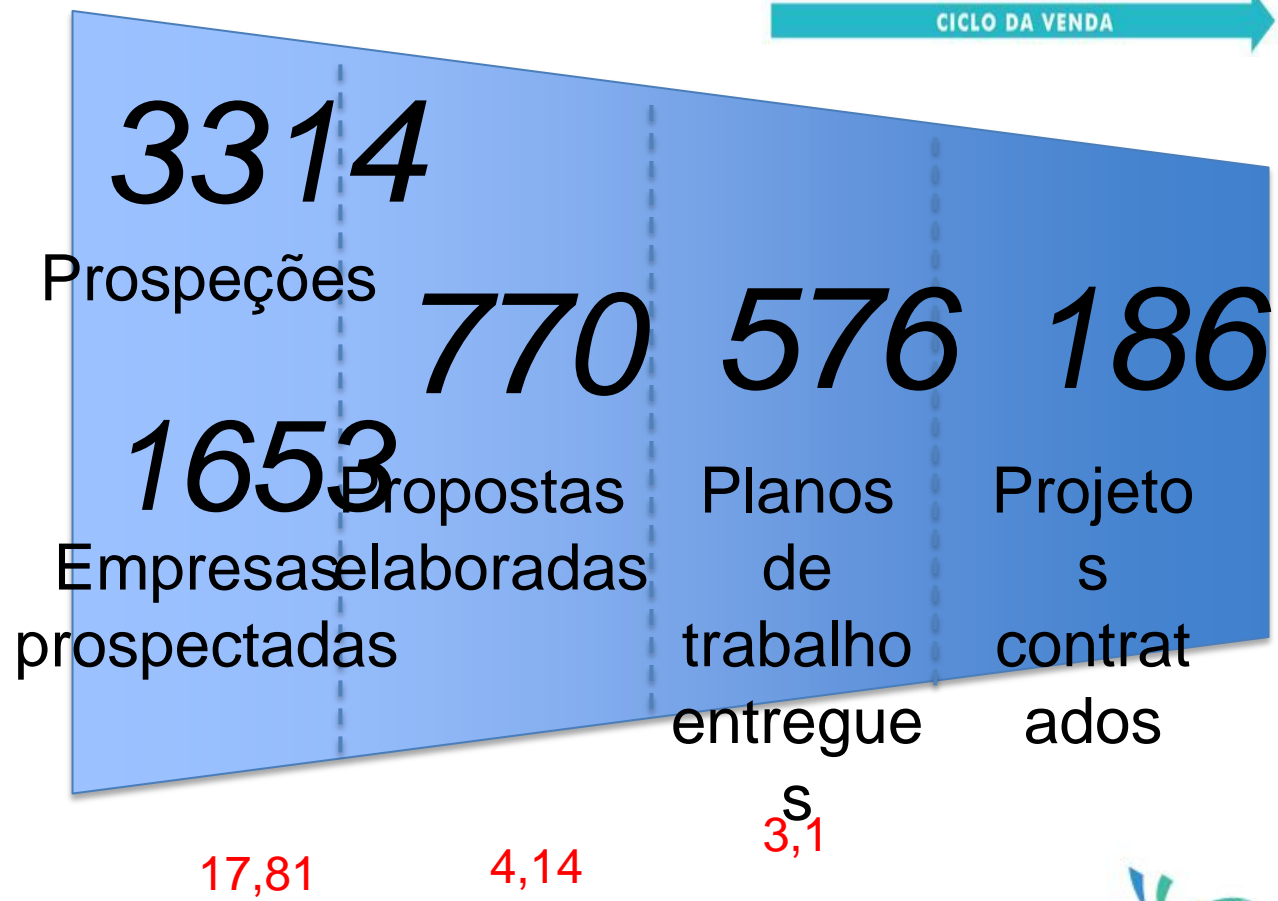 CICLO DA VENDA
3314
Prospeções
1653
Empresas
prospectadas
770
Propostas
elaboradas
576
Planos
de
trabalho
entregue
s
186
Projeto
s
contrat
ados
17,81
4,14
3,1